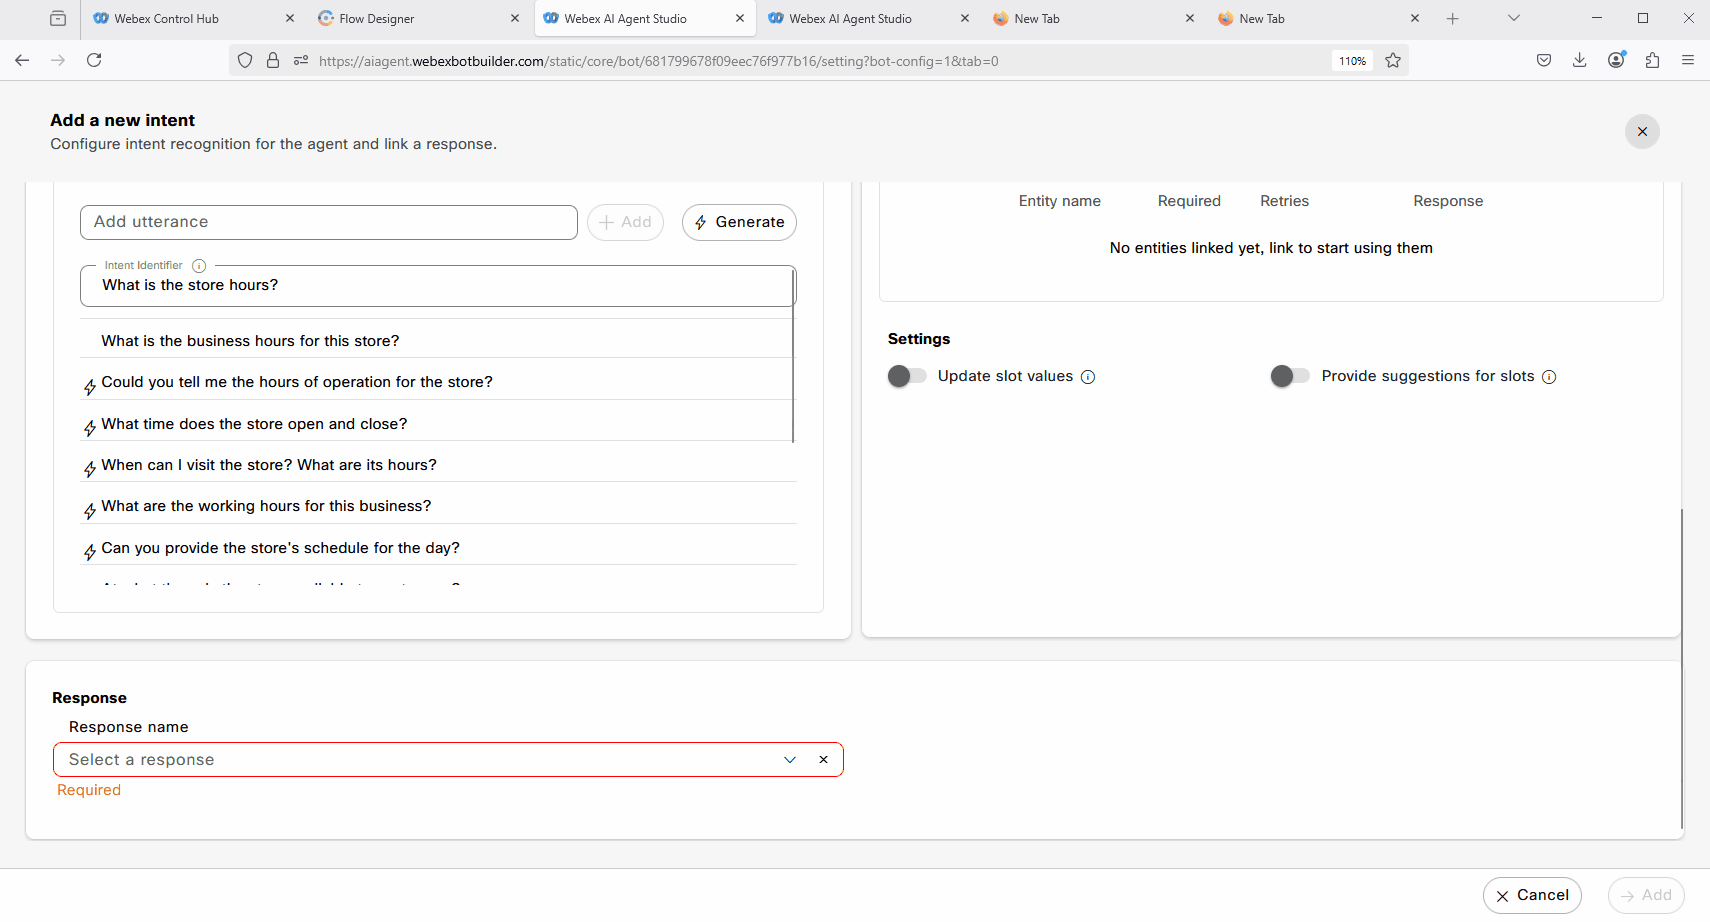 Webex Control Hub
Flow Designer
Webex AI Agent Studio
Webex AI Agent Studio
New Tab
New Tab
https://aiagent.webexbotbuilder.com/static/core/bot/681799678f09eec76f977b16/setting?bot-config=1&tab=0
110%
Add a new intent
Configure intent recognition for the agent and link a response.
Add utterance
Add
Generate
Intent Identifier
What is the store hours?
What is the business hours for this store?
Could you tell me the hours of operation for the store?
What time does the store open and close?
When can I visit the store? What are its hours?
What are the working hours for this business?
Can you provide the store's schedule for the day?
Entity name Required Retries Response
No entities linked yet, link to start using them
Settings
Update slot values
Provide suggestions for slots
Response
Response name
Select a response
Required
Cancel
Add